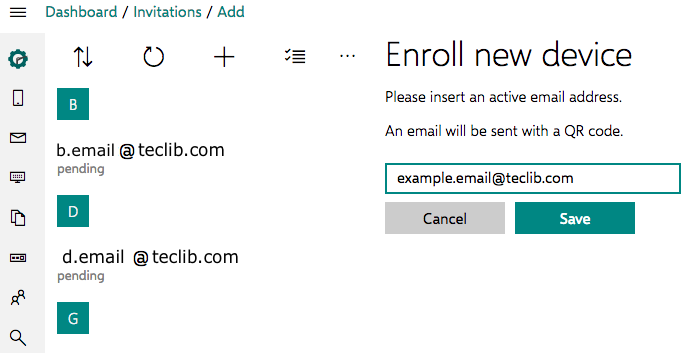 Dashboard / Invitations / Add
B
b.email@teclib.com
pending
D
d.email @teclib.com
pending
G
Enroll new device
Please insert an active email address.
An email will be sent with a QR code.
example.email@teclib.com
Cancel
Save